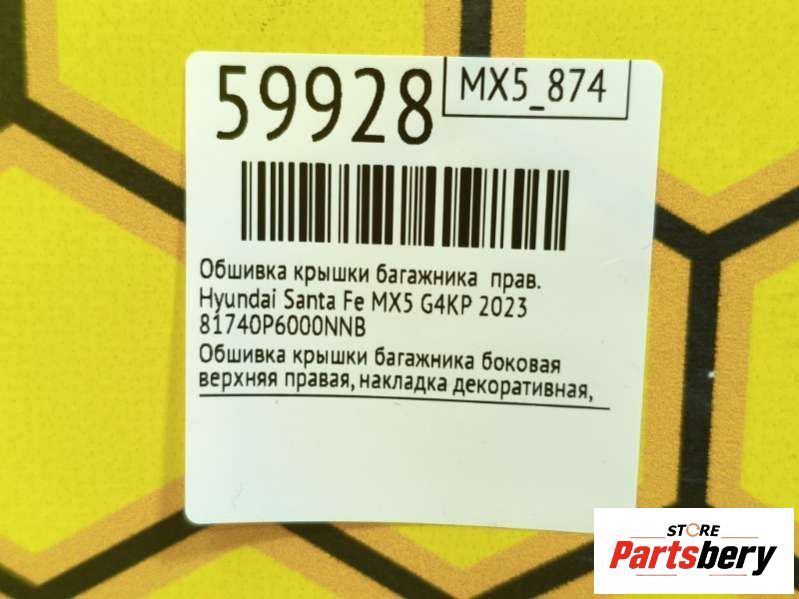 59928
MX5_874
Обшивка крышки багажника прав.
Hyundai Santa Fe MX5 G4KP 2023
81740P6000NNB
Обшивка крышки багажника боковая
верхняя правая, накладка декоративная,
STORE
Partsbery